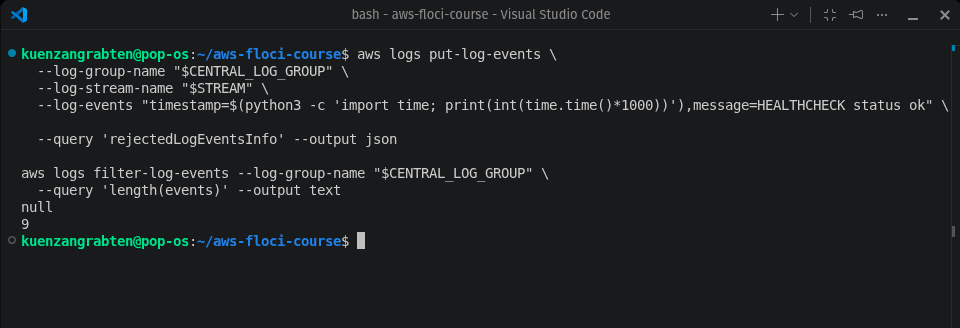 bash - aws-floci-course - Visual Studio Code
kuenzangrabten@pop-os:~/aws-floci-course$ aws logs put-log-events \
--log-group-name "$CENTRAL_LOG_GROUP" \
--log-stream-name "$STREAM" \
--log-events "timestamp=$(python3 -c 'import time; print(int(time.time()*1000))'),message=HEALTHCHECK status ok" \
--query 'rejectedLogEventsInfo' --output json
aws logs filter-log-events --log-group-name "$CENTRAL_LOG_GROUP" \
--query 'length(events)' --output text
null
9
kuenzangrabten@pop-os:~/aws-floci-course$